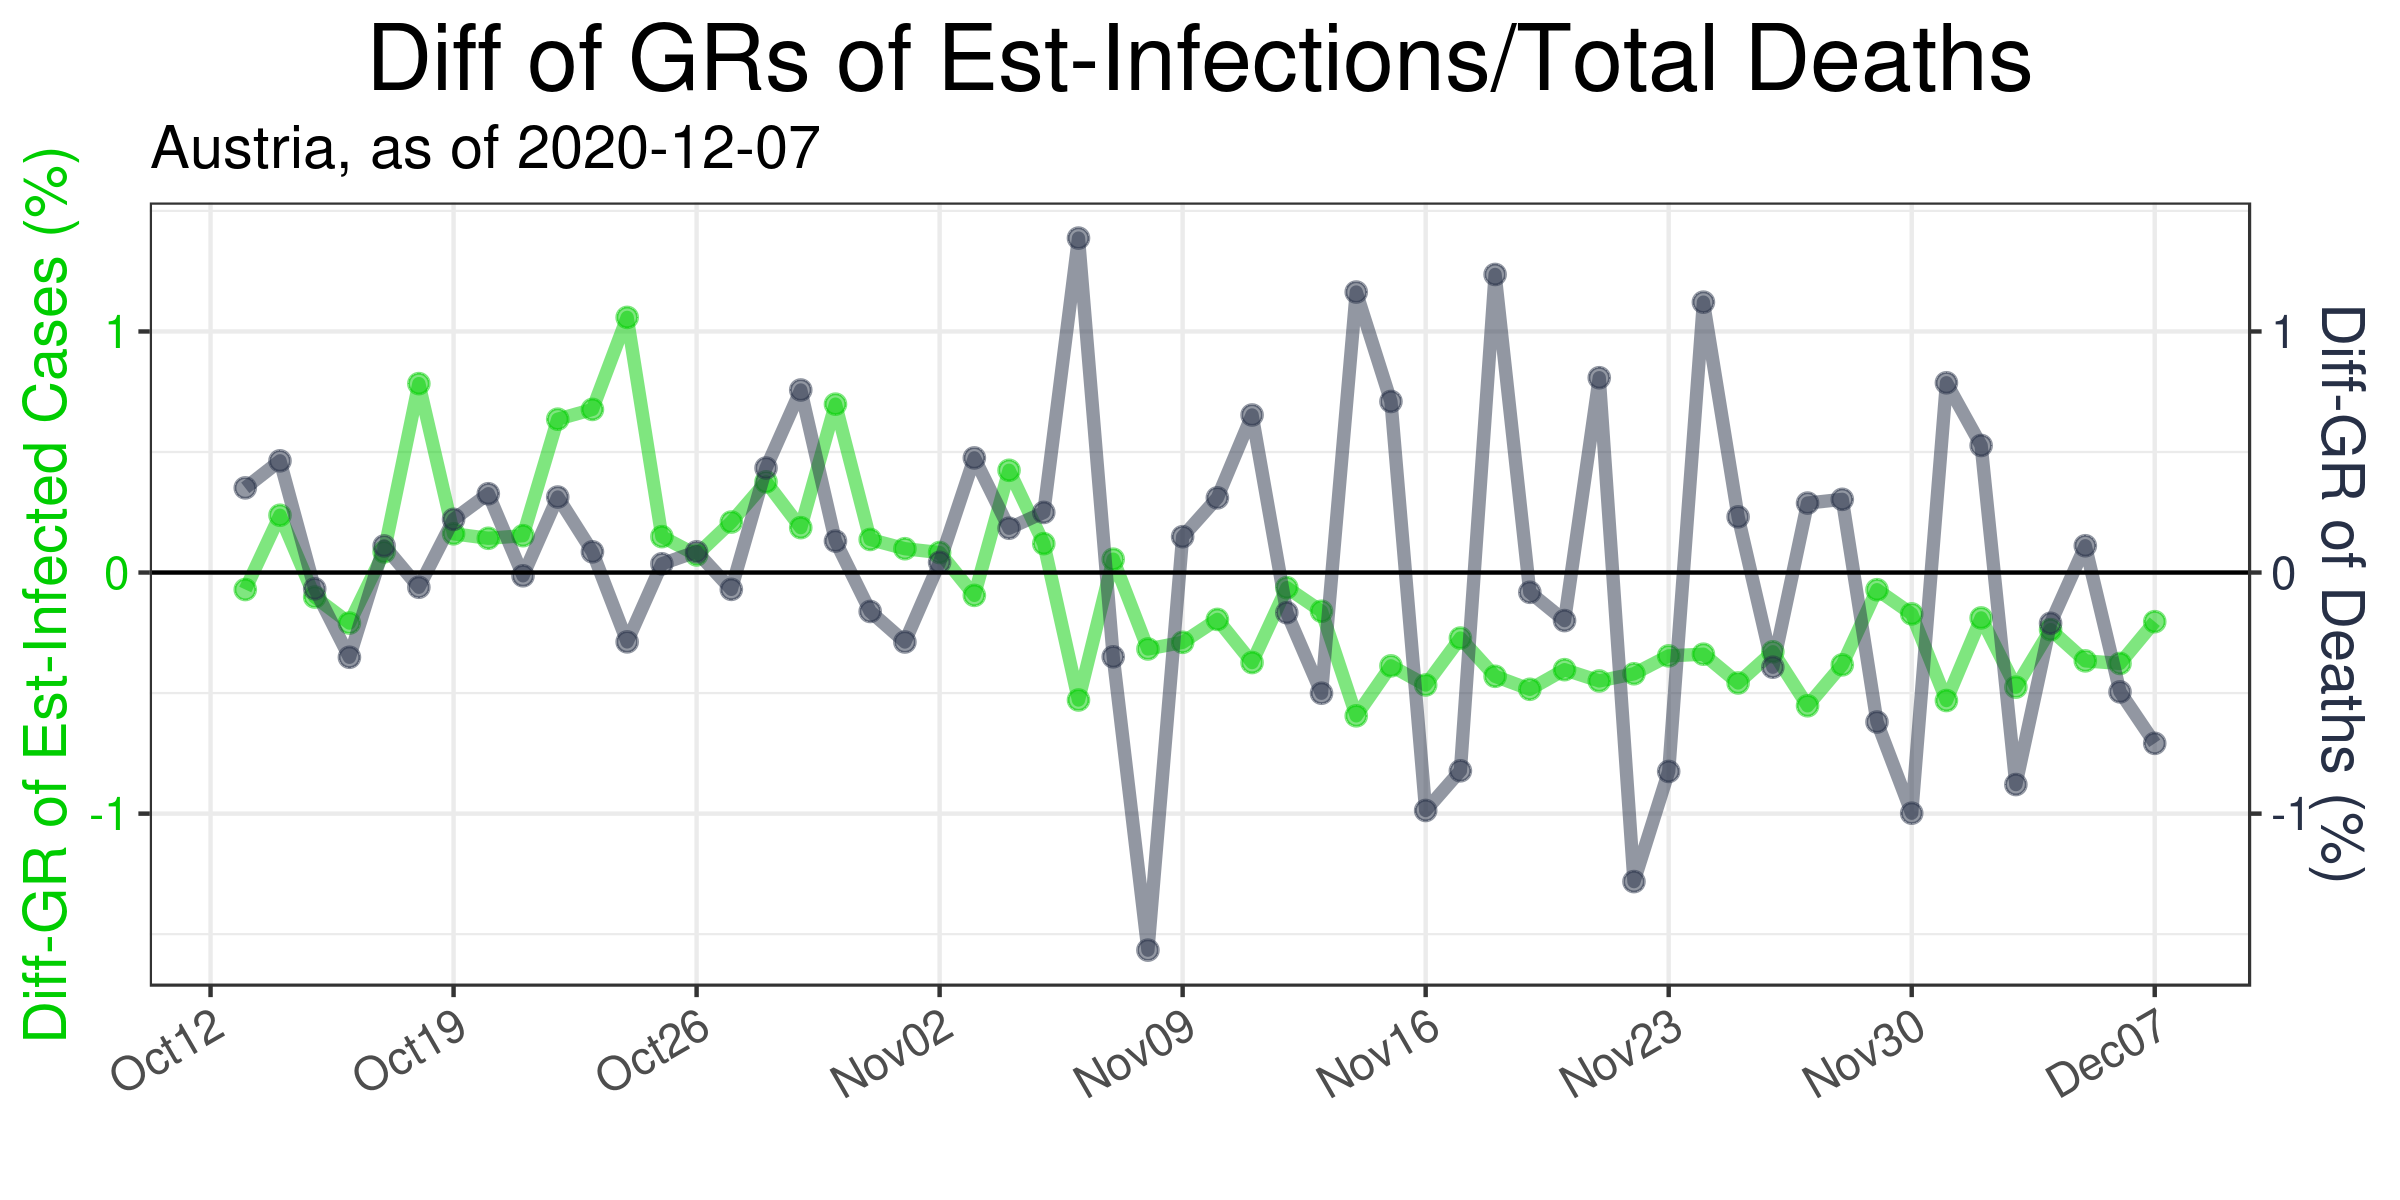 Diff of GRs of Est-Infections/Total Deaths
Austria, as of 2020-12-07
Diff-GR of Est-Infected Cases (%)
1
0
-1
1
0
-1
Diff-GR of Deaths (%)
Oct12
Oct19
Oct26
Nov02
Nov09
Nov16
Nov23
Nov30
Dec07